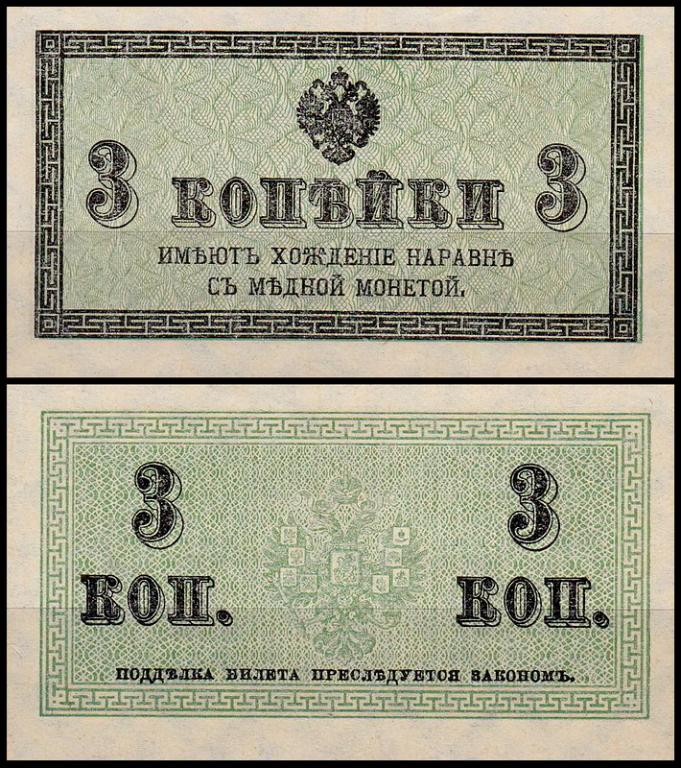 3 КОПѢЙКИ 3
ИМѢЮТЪ ХОЖДЕНІЕ НАРАВНѢ
СЪ МѢДНОЙ МОНЕТОЙ.
3 3
КОП. КОП.
ПОДДѢЛКА БИЛЕТА ПРЕСЛѢДУЕТСЯ ЗАКОНОМЪ.